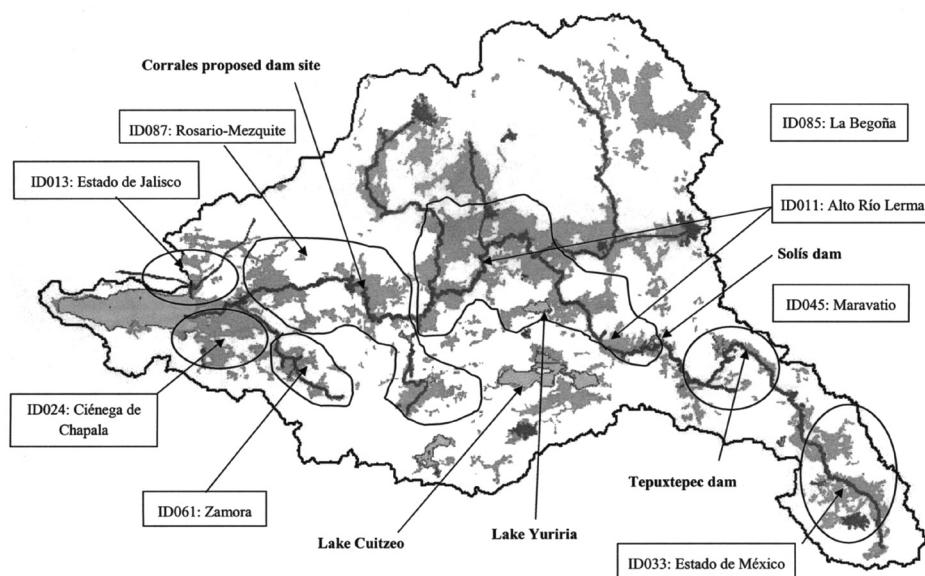 Corrales proposed dam site
ID087: Rosario-Mezquite
ID085: La Begoña
ID013: Estado de Jalisco
ID011: Alto Río Lerma
Solís dam
ID045: Maravatio
ID024: Ciénega de
Chapala
Tepuxtepec dam
ID061: Zamora
Lake Cuitzeo
Lake Yuriria
ID033: Estado de México